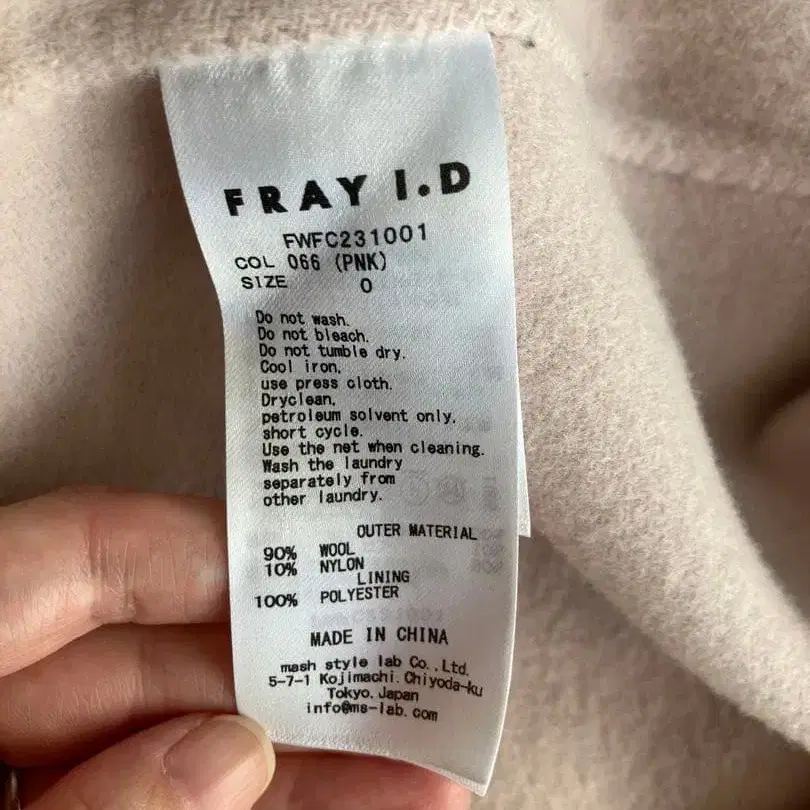 FRAY I.D
FWFC231001
COL 066 (PNK)
SIZE 0
Do not wash.
Do not bleach.
Do not tumble dry.
Cool iron,
use press cloth.
Dryclean,
petroleum solvent only,
short cycle.
Use the net when cleaning.
Wash the laundry
separately from
other laundry.
OUTER MATERIAL
90% WOOL
10% NYLON
LINING
100% POLYESTER
MADE IN CHINA
mash style lab Co.,Ltd.
5-7-1 Kojimachi.Chiyoda-ku
Tokyo.Japan
info@ms-lab.com